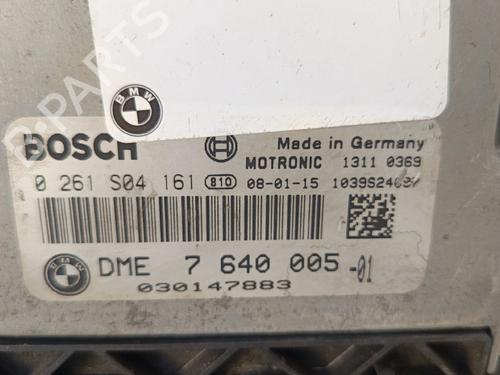 BMW
BOSCH
Made in Germany
MOTRONIC 1311 0369
0 261 S04 161 810 08-01-15
DME 7 640 005 -01
030147883